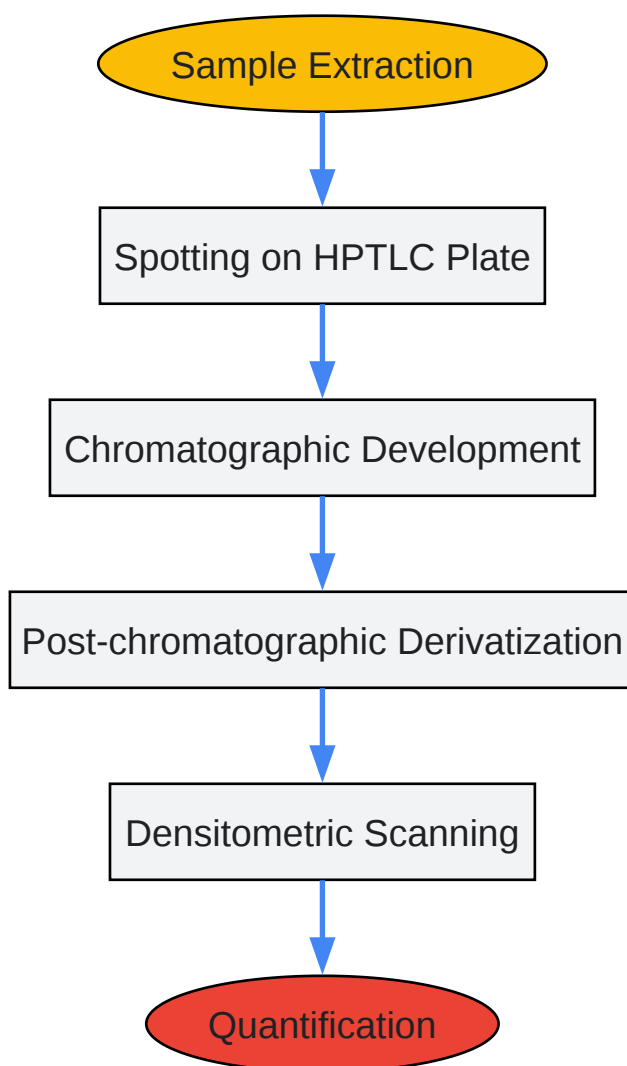 Sample Extraction
Spotting on HPTLC Plate
Chromatographic Development
Post-chromatographic Derivatization
Densitometric Scanning
Quantification